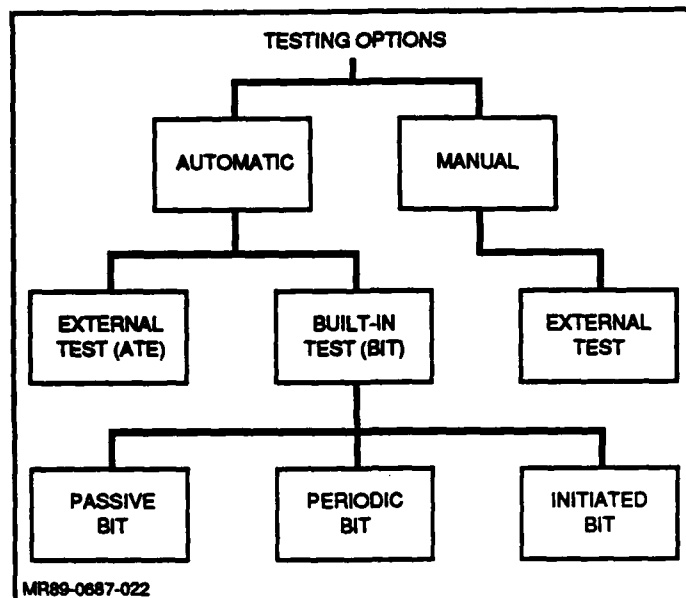 TESTING OPTIONS
AUTOMATIC
MANUAL
EXTERNAL
TEST (ATE)
BUILT-IN
TEST (BIT)
EXTERNAL
TEST
PASSIVE
BIT
PERIODIC
BIT
INITIATED
BIT
MR89-0687-022